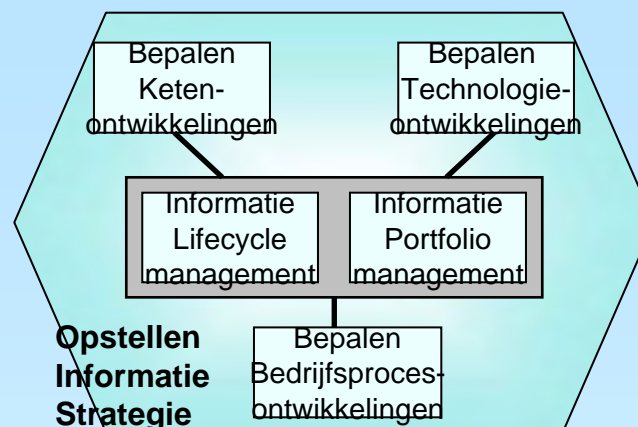 Bepalen
Keten-
ontwikkelingen
Bepalen
Technologie-
ontwikkelingen
Informatie
Lifecycle
management
Informatie
Portfolio
management
Opstellen
Informatie
Strategie
Bepalen
Bedrijfsproces-
ontwikkelingen